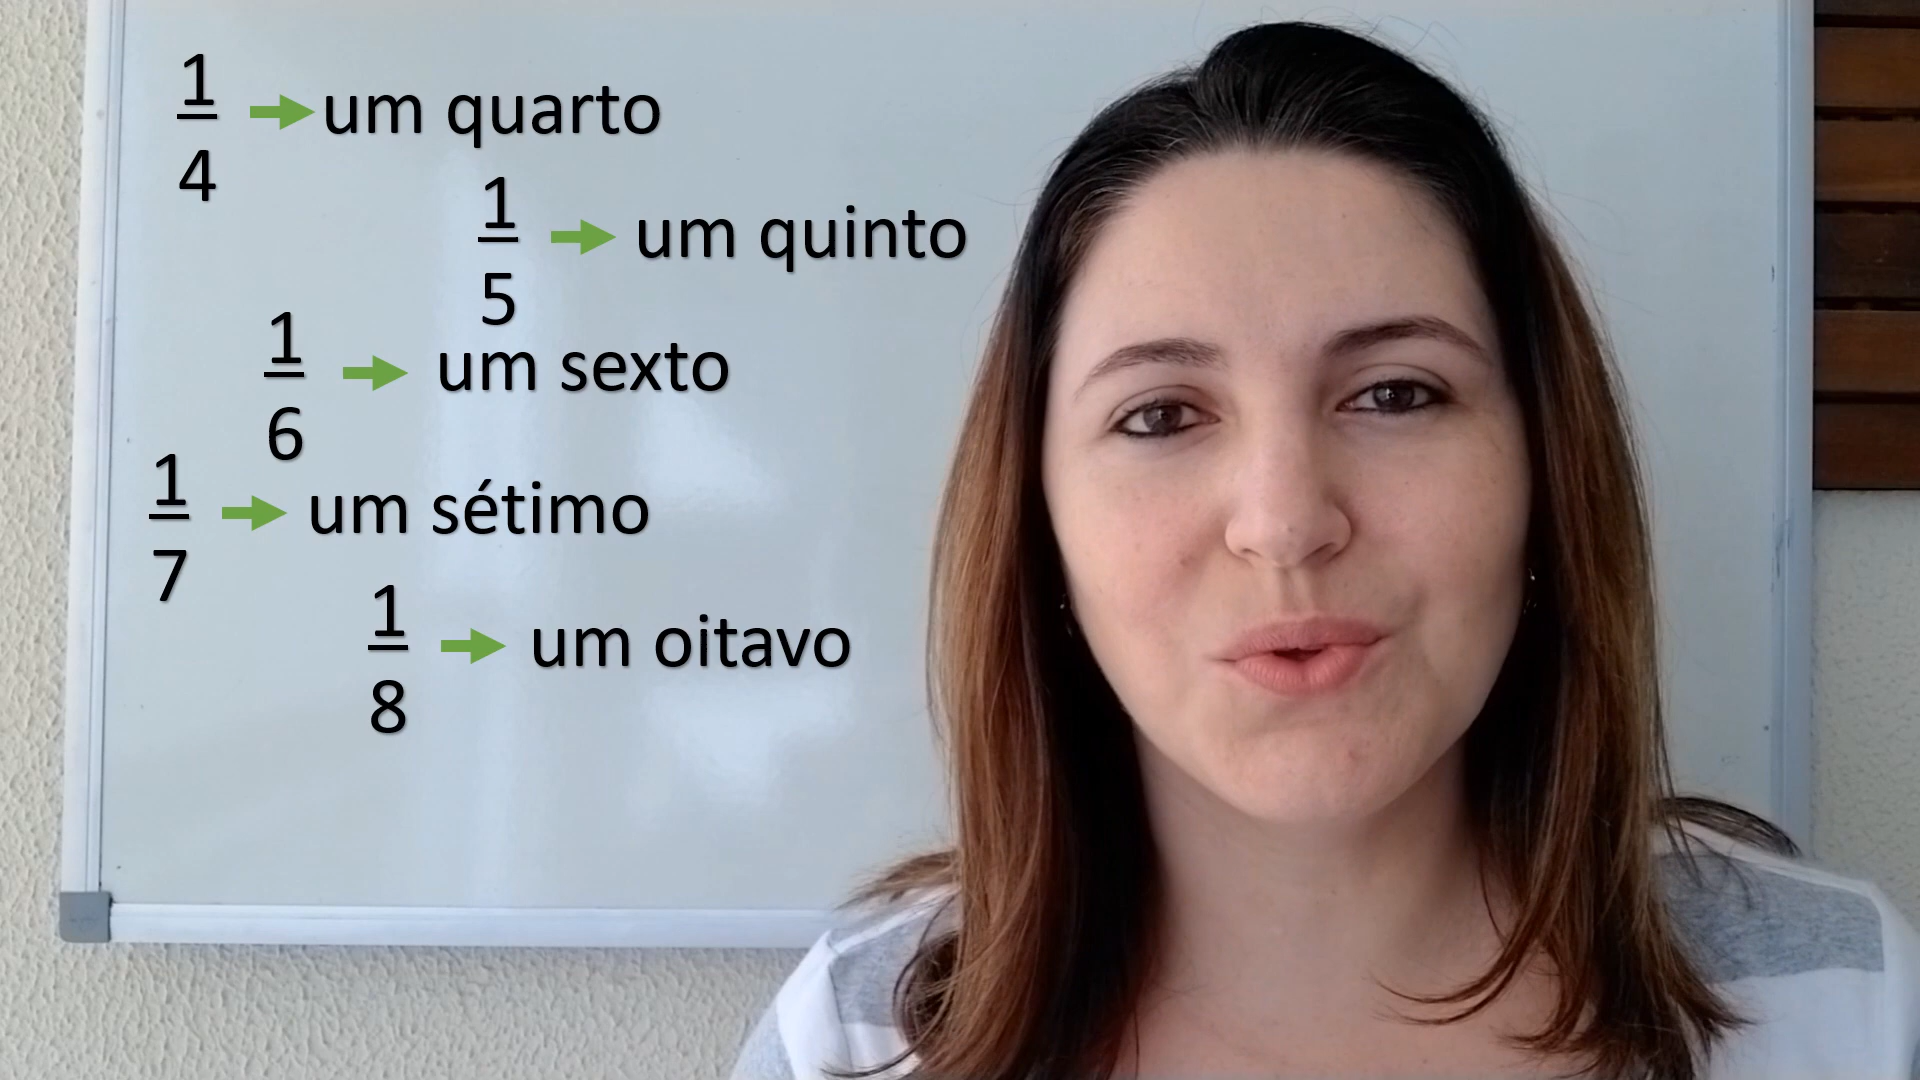 1/4 → um quarto
1/5 → um quinto
1/6 → um sexto
1/7 → um sétimo
1/8 → um oitavo